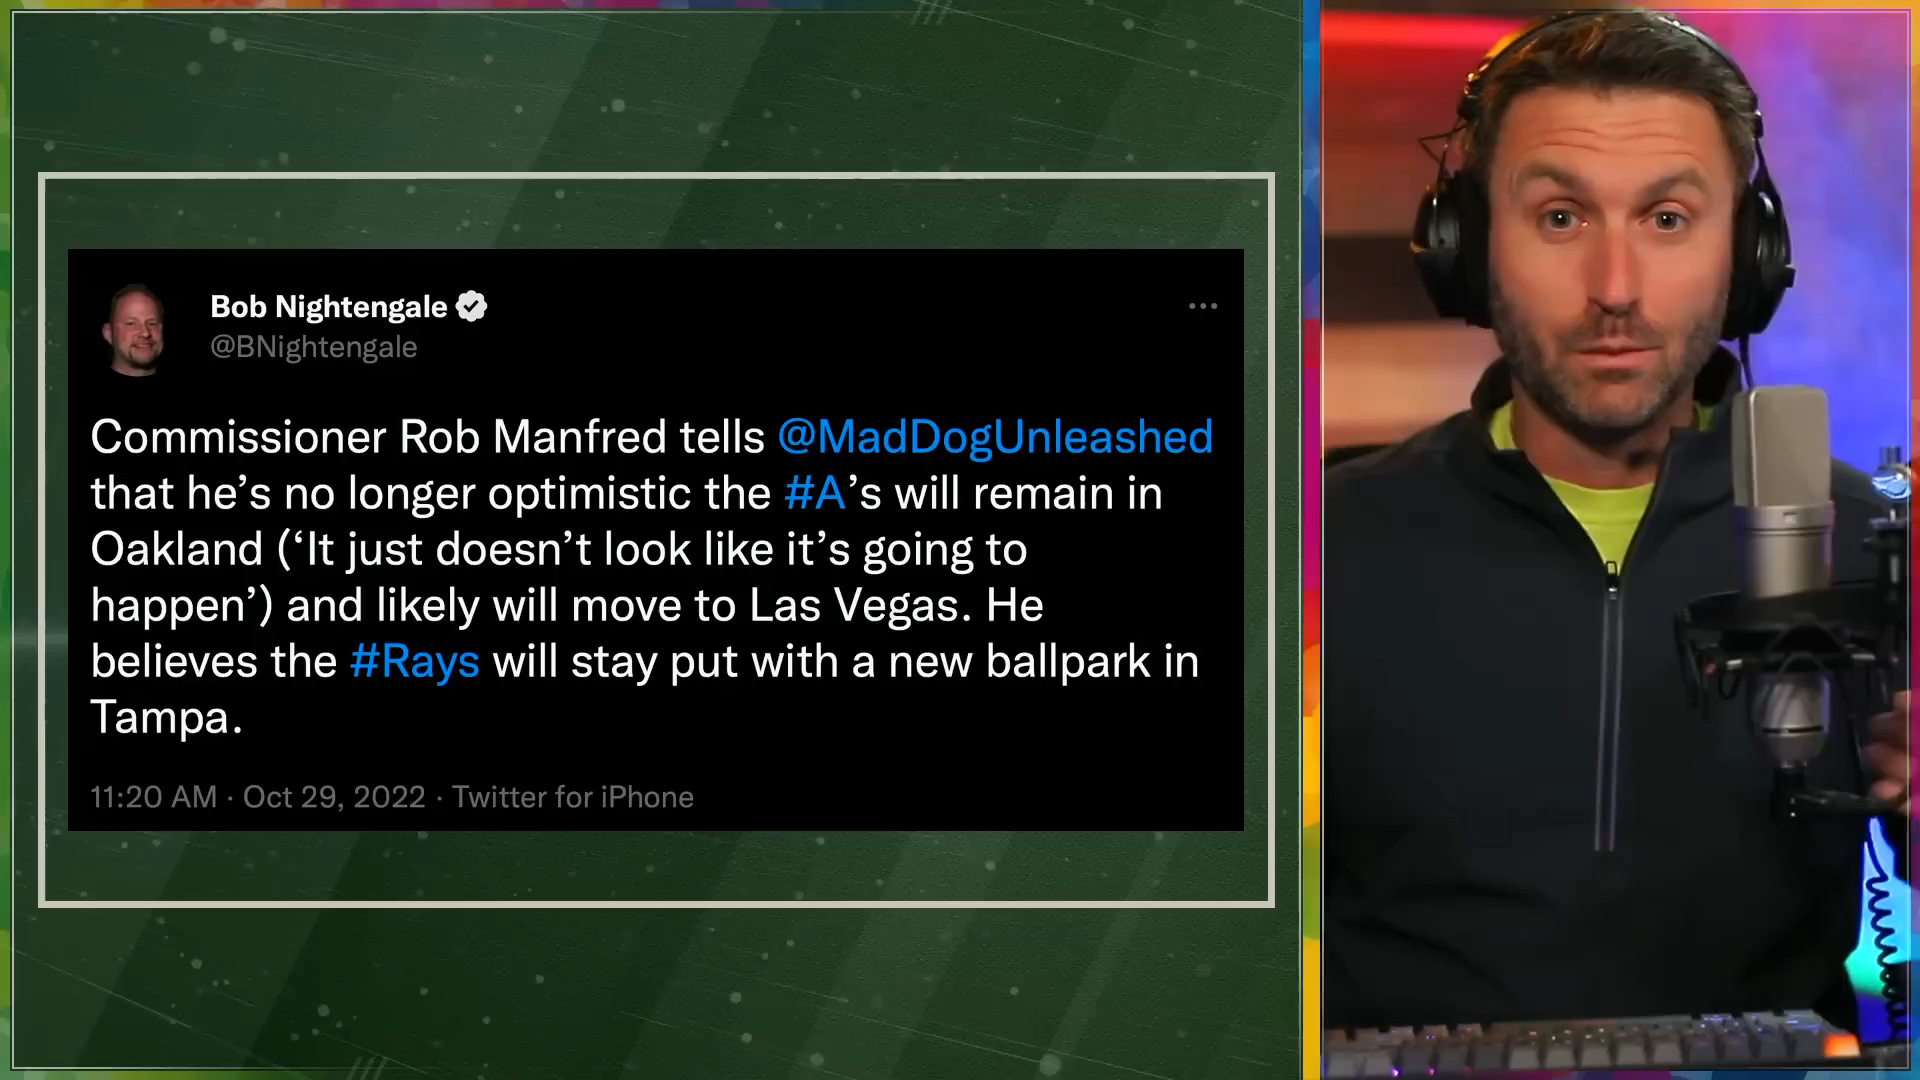 Bob Nightengale
@BNightengale
Commissioner Rob Manfred tells @MadDogUnleashed
that he’s no longer optimistic the #A’s will remain in
Oakland (‘It just doesn’t look like it’s going to
happen’) and likely will move to Las Vegas. He
believes the #Rays will stay put with a new ballpark in
Tampa.
11:20 AM · Oct 29, 2022 · Twitter for iPhone